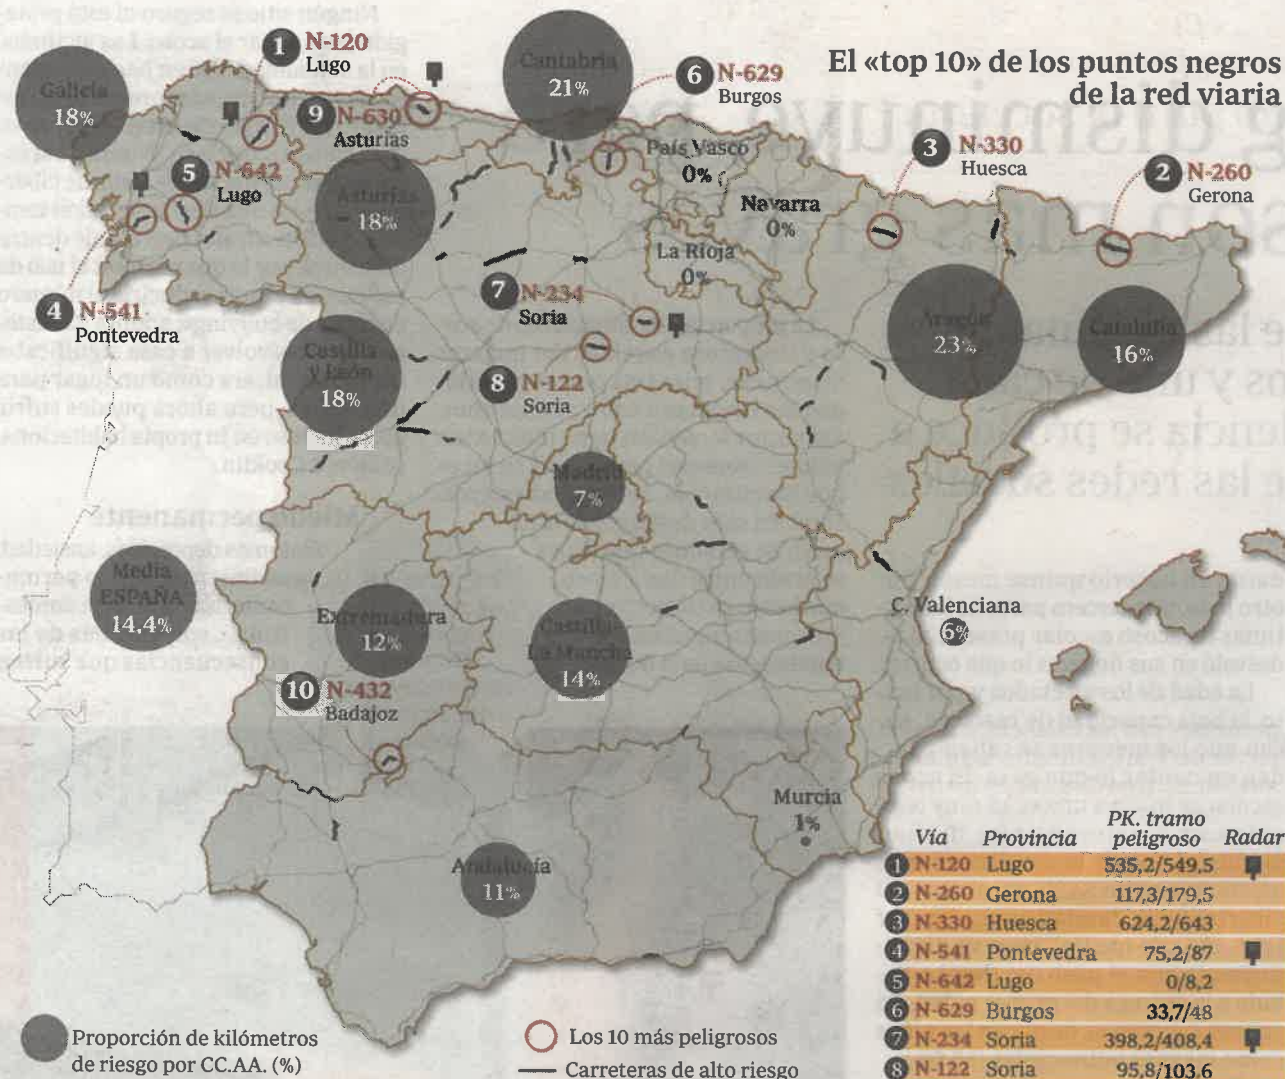 El «top 10» de los puntos negros
de la red viaria
1 N-120
Lugo
Galicia
18%
Cantabria
21%
6 N-629
Burgos
9 N-630
Asturias
3 N-330
Huesca
2 N-260
Gerona
País Vasco
0%
5 N-642
Lugo
Asturias
18%
Navarra
0%
La Rioja
0%
4 N-541
Pontevedra
7 N-234
Soria
Aragón
23%
Cataluña
16%
Castilla
y León
18%
8 N-122
Soria
Madrid
7%
Media
ESPAÑA
14,4%
Extremadura
12%
Castilla-
La Mancha
14%
C. Valenciana
6%
10 N-432
Badajoz
Murcia
1%
Andalucía
11%
Vía Provincia PK. tramo peligroso Radar
1 N-120 Lugo 535,2/549,5
2 N-260 Gerona 117,3/179,5
3 N-330 Huesca 624,2/643
4 N-541 Pontevedra 75,2/87
5 N-642 Lugo 0/8,2
6 N-629 Burgos 33,7/48
7 N-234 Soria 398,2/408,4
8 N-122 Soria 95,8/103,6
Proporción de kilómetros
de riesgo por CC.AA. (%)
Los 10 más peligrosos
Carreteras de alto riesgo